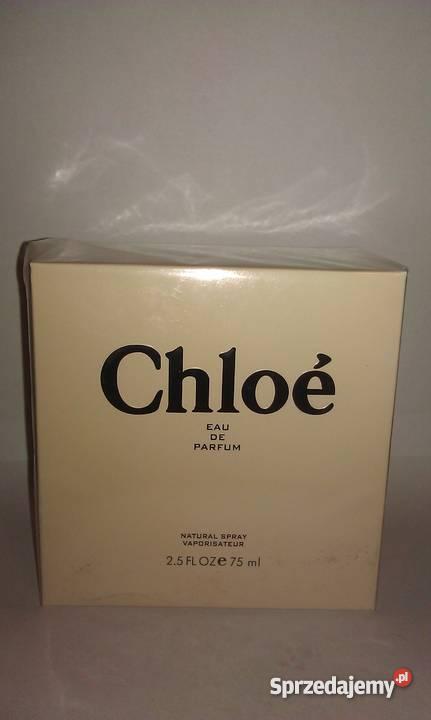 Chloé
EAU
DE
PARFUM
NATURAL SPRAY
VAPORISATEUR
2.5 FL OZ e 75 ml
Sprzedajemy.pl